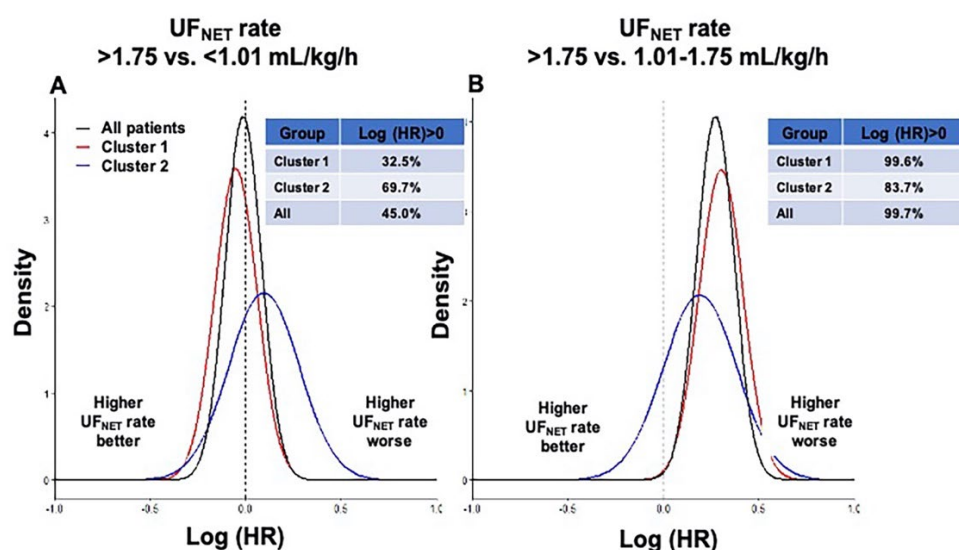 UFNET rate
>1.75 vs. <1.01 mL/kg/h
UFNET rate
>1.75 vs. 1.01-1.75 mL/kg/h
A
All patients
Cluster 1
Cluster 2
Group Log (HR)>0
Cluster 1 32.5%
Cluster 2 69.7%
All 45.0%
Density
4
3
2
1
0
Higher
UFNET rate
better
Higher
UFNET rate
worse
-1.0 -0.5 0.0 0.5 1.0
Log (HR)
B
Group Log (HR)>0
Cluster 1 99.6%
Cluster 2 83.7%
All 99.7%
Density
2
1
0
Higher
UFNET rate
better
Higher
UFNET rate
worse
-1.0 -0.5 0.0 0.5 1.0
Log (HR)